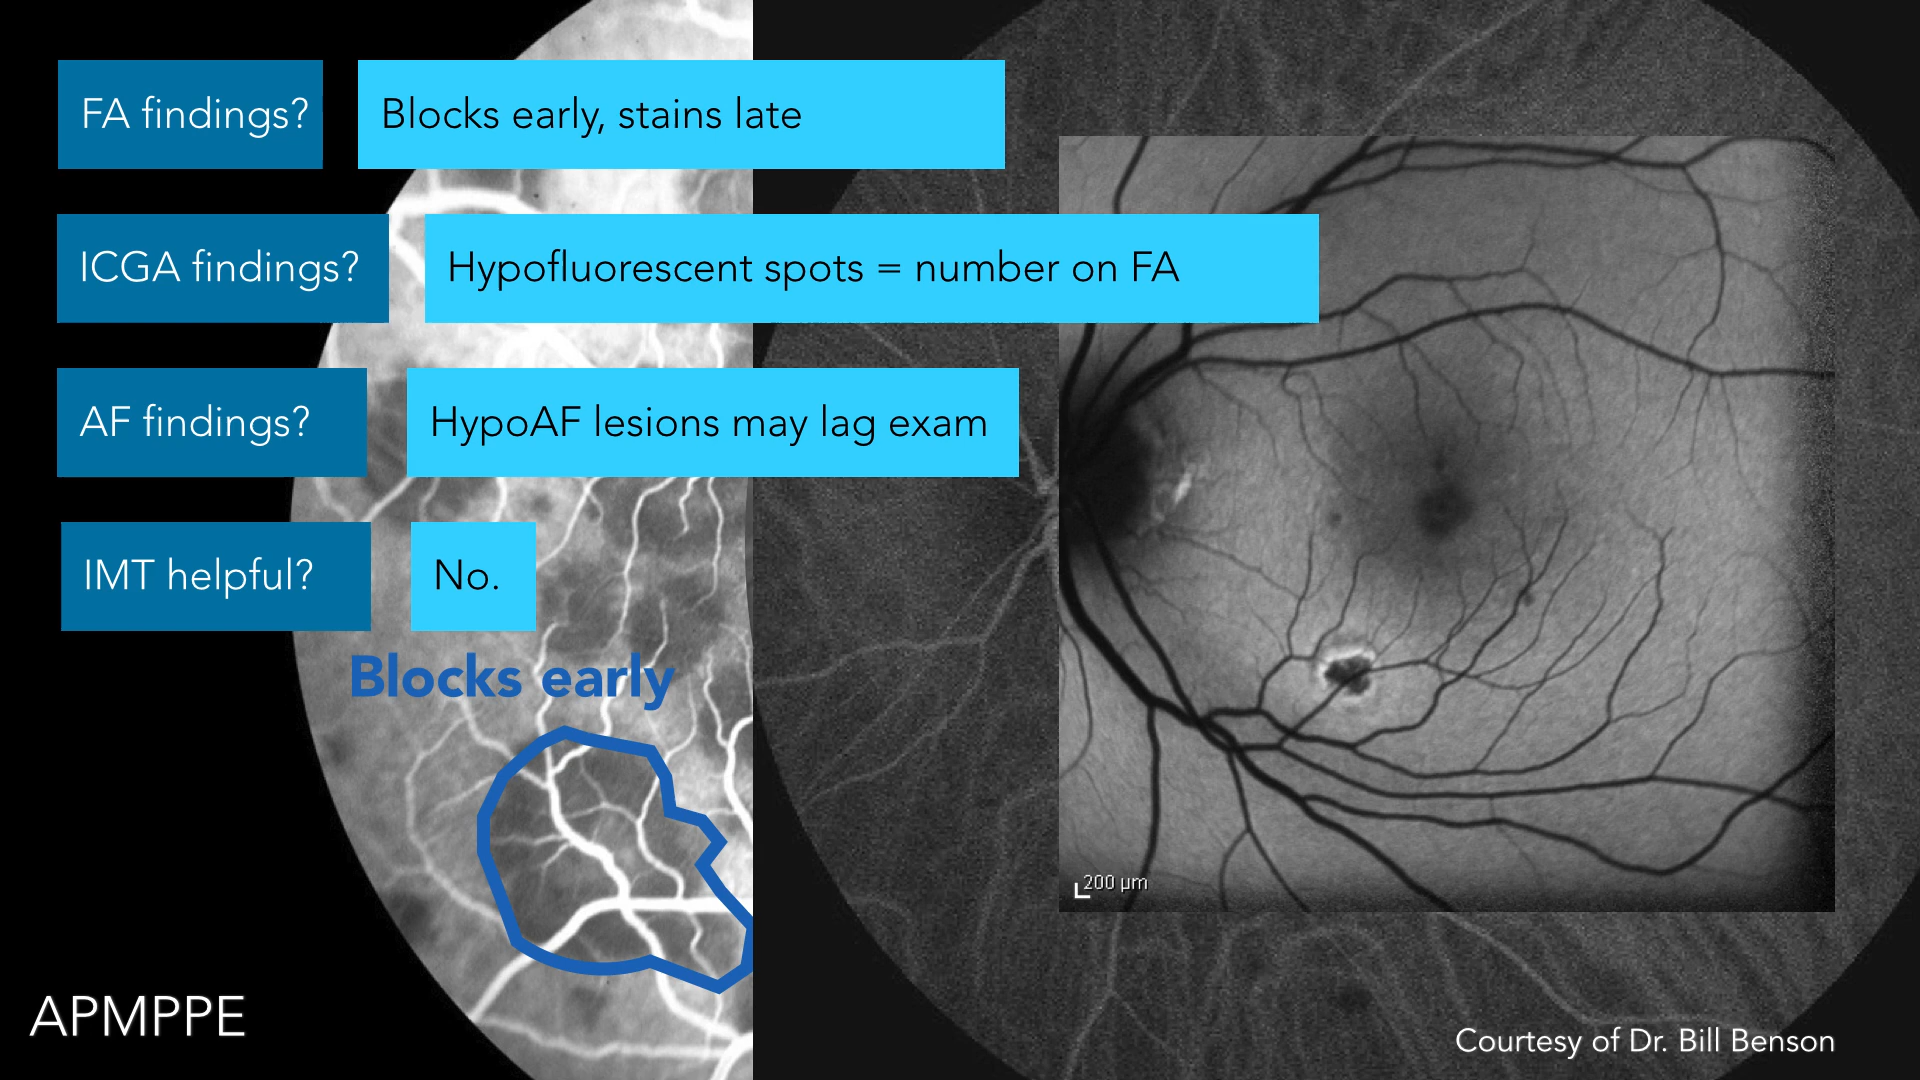 FA findings?
Blocks early, stains late
ICGA findings?
Hypofluorescent spots = number on FA
AF findings?
HypoAF lesions may lag exam
IMT helpful?
No.
Blocks early
200 µm
APMPPE
Courtesy of Dr. Bill Benson